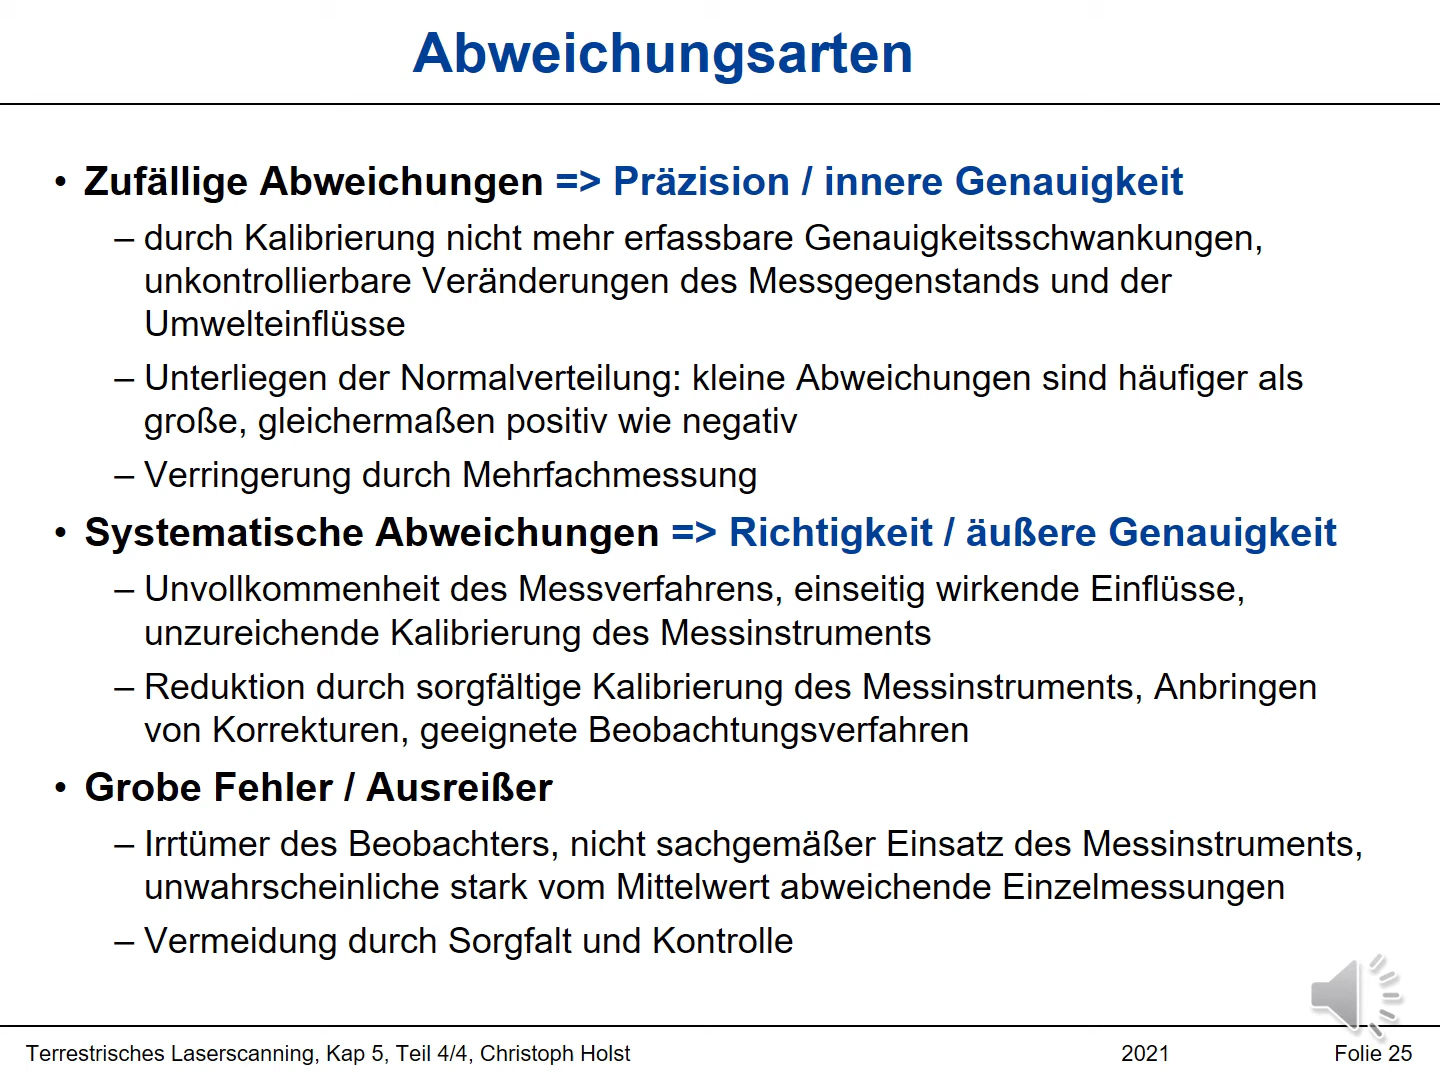 Abweichungsarten
• Zufällige Abweichungen => Präzision / innere Genauigkeit
– durch Kalibrierung nicht mehr erfassbare Genauigkeitsschwankungen,
unkontrollierbare Veränderungen des Messgegenstands und der
Umwelteinflüsse
– Unterliegen der Normalverteilung: kleine Abweichungen sind häufiger als
große, gleichermaßen positiv wie negativ
– Verringerung durch Mehrfachmessung
• Systematische Abweichungen => Richtigkeit / äußere Genauigkeit
– Unvollkommenheit des Messverfahrens, einseitig wirkende Einflüsse,
unzureichende Kalibrierung des Messinstruments
– Reduktion durch sorgfältige Kalibrierung des Messinstruments, Anbringen
von Korrekturen, geeignete Beobachtungsverfahren
• Grobe Fehler / Ausreißer
– Irrtümer des Beobachters, nicht sachgemäßer Einsatz des Messinstruments,
unwahrscheinliche stark vom Mittelwert abweichende Einzelmessungen
– Vermeidung durch Sorgfalt und Kontrolle
Terrestrisches Laserscanning, Kap 5, Teil 4/4, Christoph Holst 2021 Folie 25